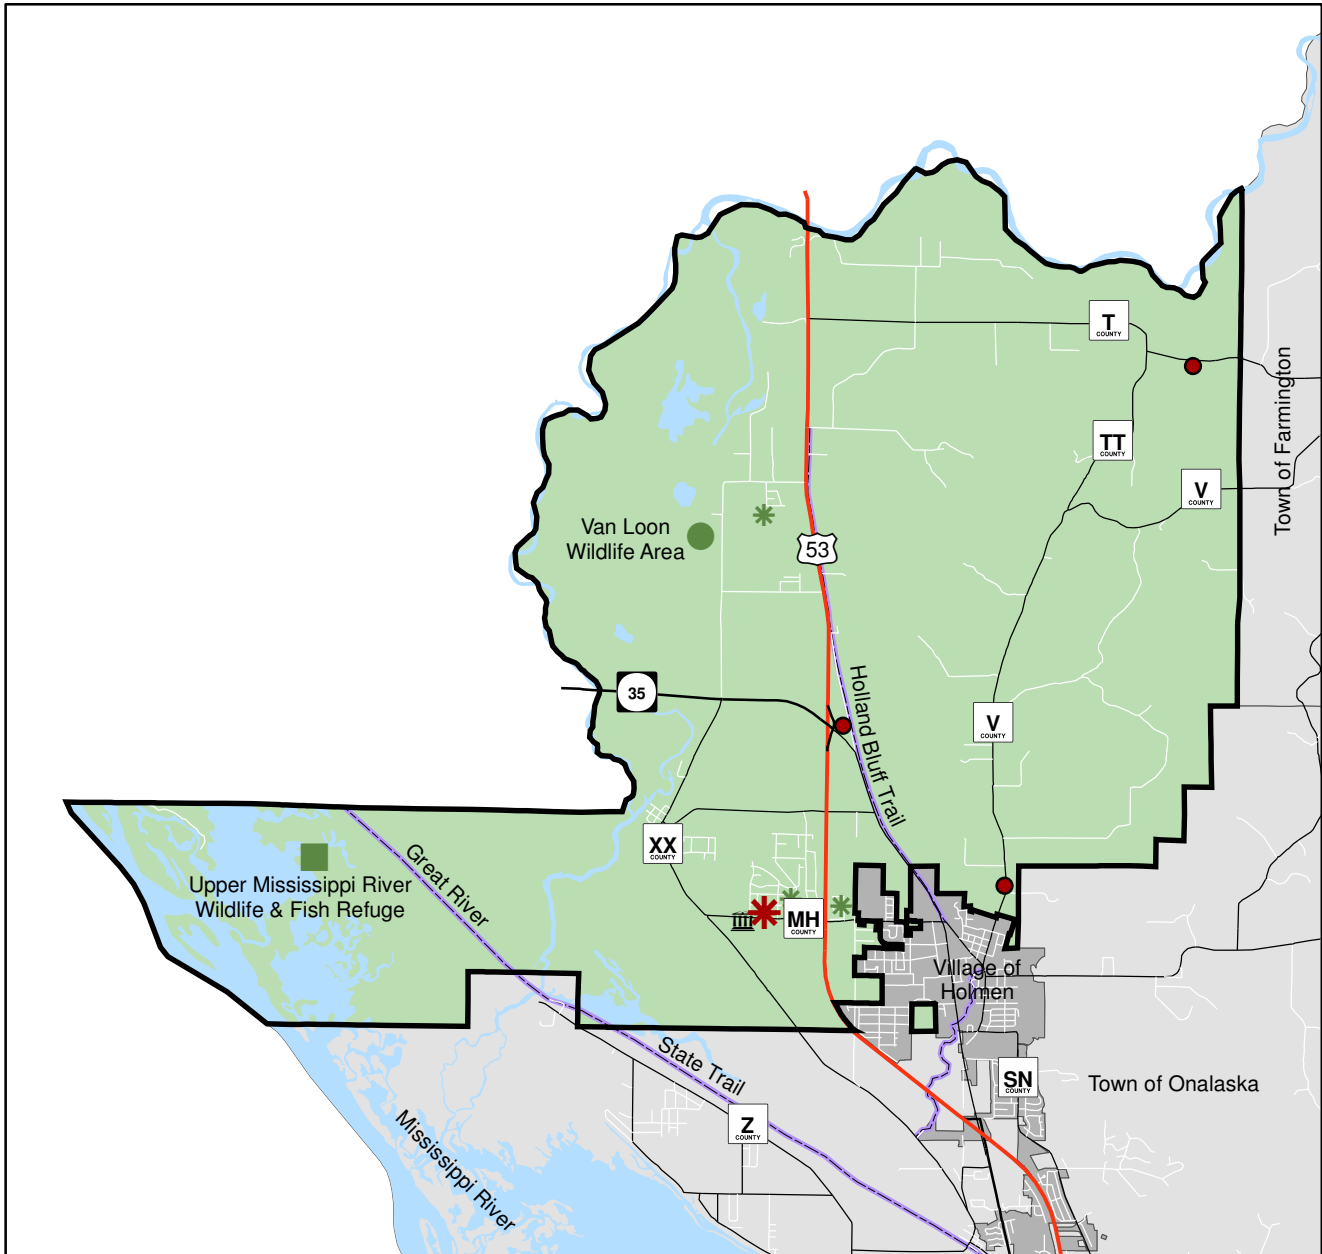 T
COUNTY
Town of Farmington
TT
COUNTY
V
COUNTY
Van Loon
Wildlife Area
53
35
Holland Bluff Trail
V
COUNTY
XX
COUNTY
Great River
Upper Mississippi River
Wildlife & Fish Refuge
MH
COUNTY
Village of
Holmen
State Trail
SN
COUNTY
Town of Onalaska
Z
COUNTY
Mississippi River